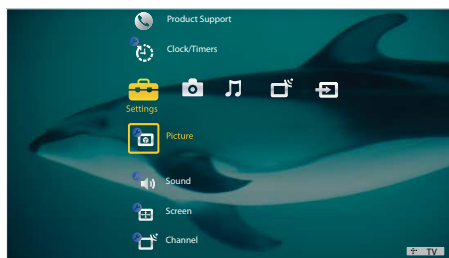 Product Support
Clock/Timers
Settings
Picture
Sound
Screen
Channel
TV